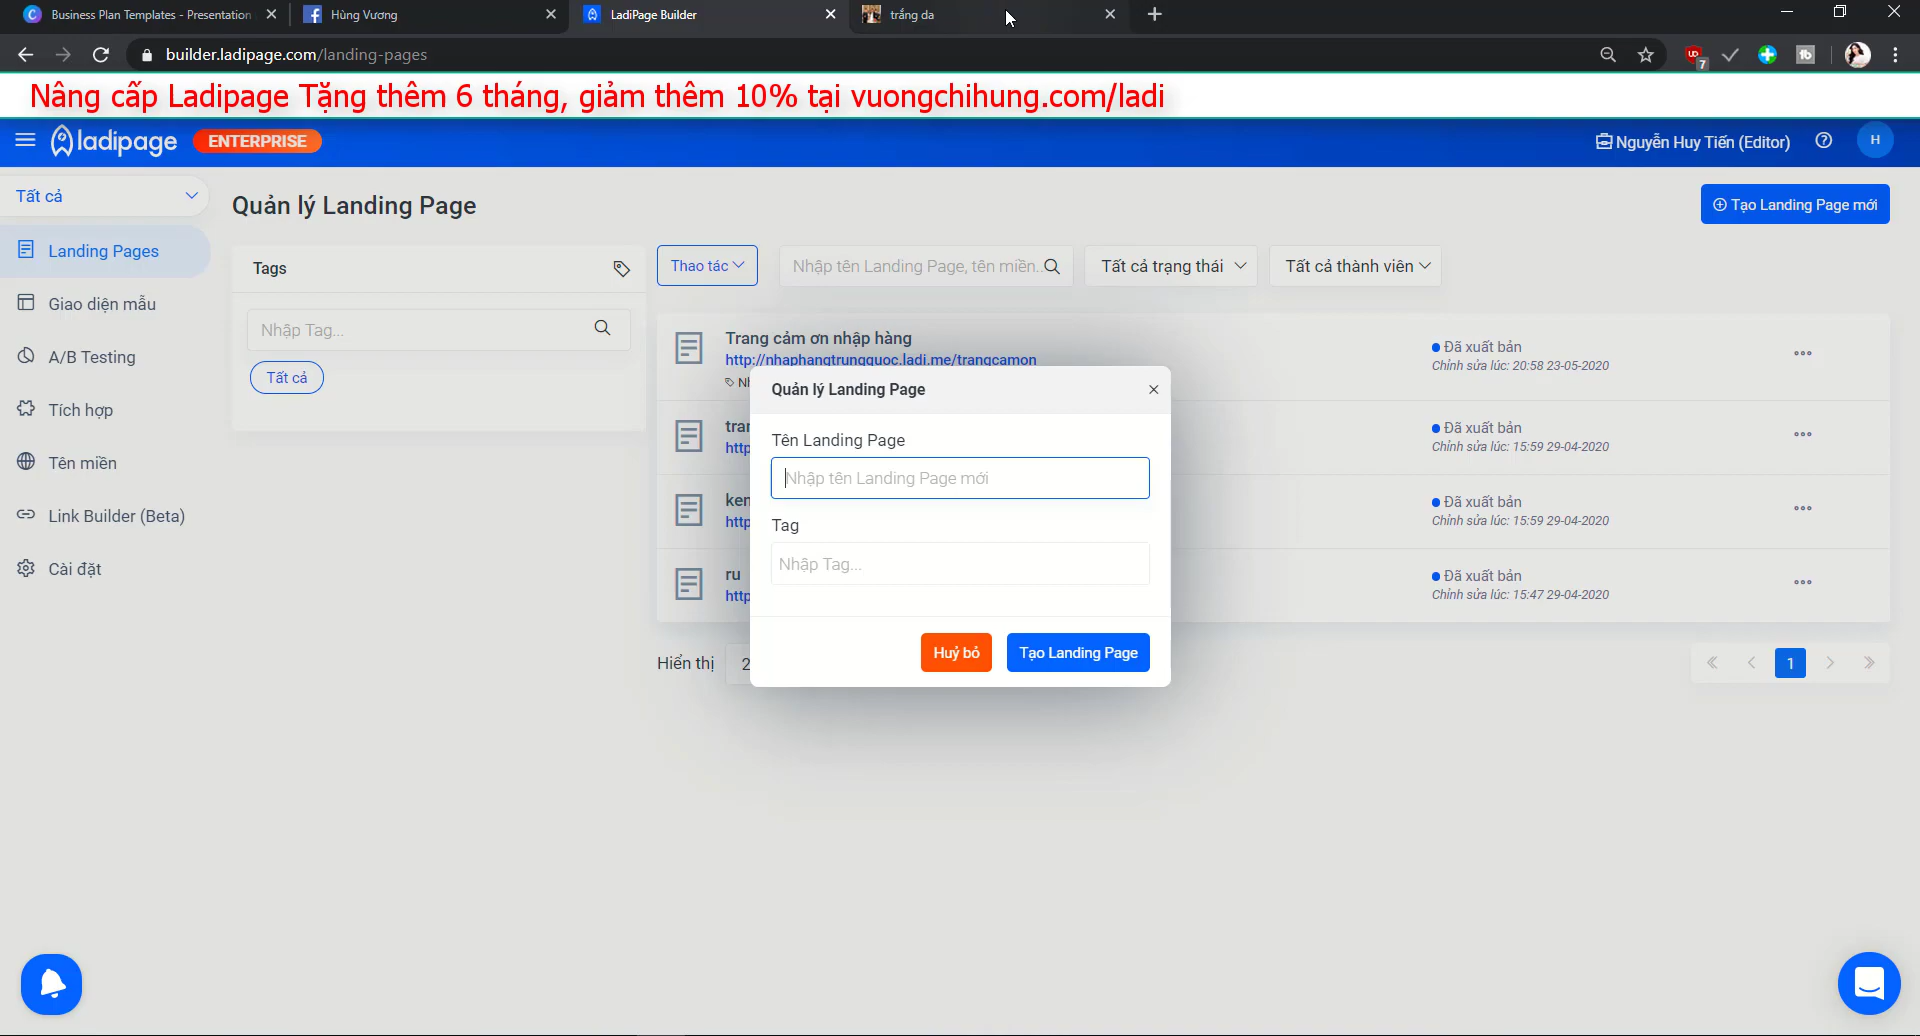 Business Plan Templates - Presentation
Hùng Vương
LadiPage Builder
trắng da
builder.ladipage.com/landing-pages
7
Nâng cấp Ladipage Tặng thêm 6 tháng, giảm thêm 10% tại vuongchihung.com/ladi
ladipage
ENTERPRISE
Nguyễn Huy Tiến (Editor)
H
Tất cả
Quản lý Landing Page
Tạo Landing Page mới
Landing Pages
Giao diện mẫu
A/B Testing
Tích hợp
Tên miền
Link Builder (Beta)
Cài đặt
Tags
Nhập Tag...
Tất cả
Thao tác
Nhập tên Landing Page, tên miền..
Tất cả trạng thái
Tất cả thành viên
Trang cảm ơn nhập hàng
http://nhaphangtrungquoc.ladi.me/trangcamon
Đã xuất bản
Chỉnh sửa lúc: 20:58 23-05-2020
Đã xuất bản
Chỉnh sửa lúc: 15:59 29-04-2020
Đã xuất bản
Chỉnh sửa lúc: 15:59 29-04-2020
ru
Đã xuất bản
Chỉnh sửa lúc: 15:47 29-04-2020
Quản lý Landing Page
Tên Landing Page
Nhập tên Landing Page mới
Tag
Nhập Tag...
Huỷ bỏ
Tạo Landing Page
Hiển thị
1